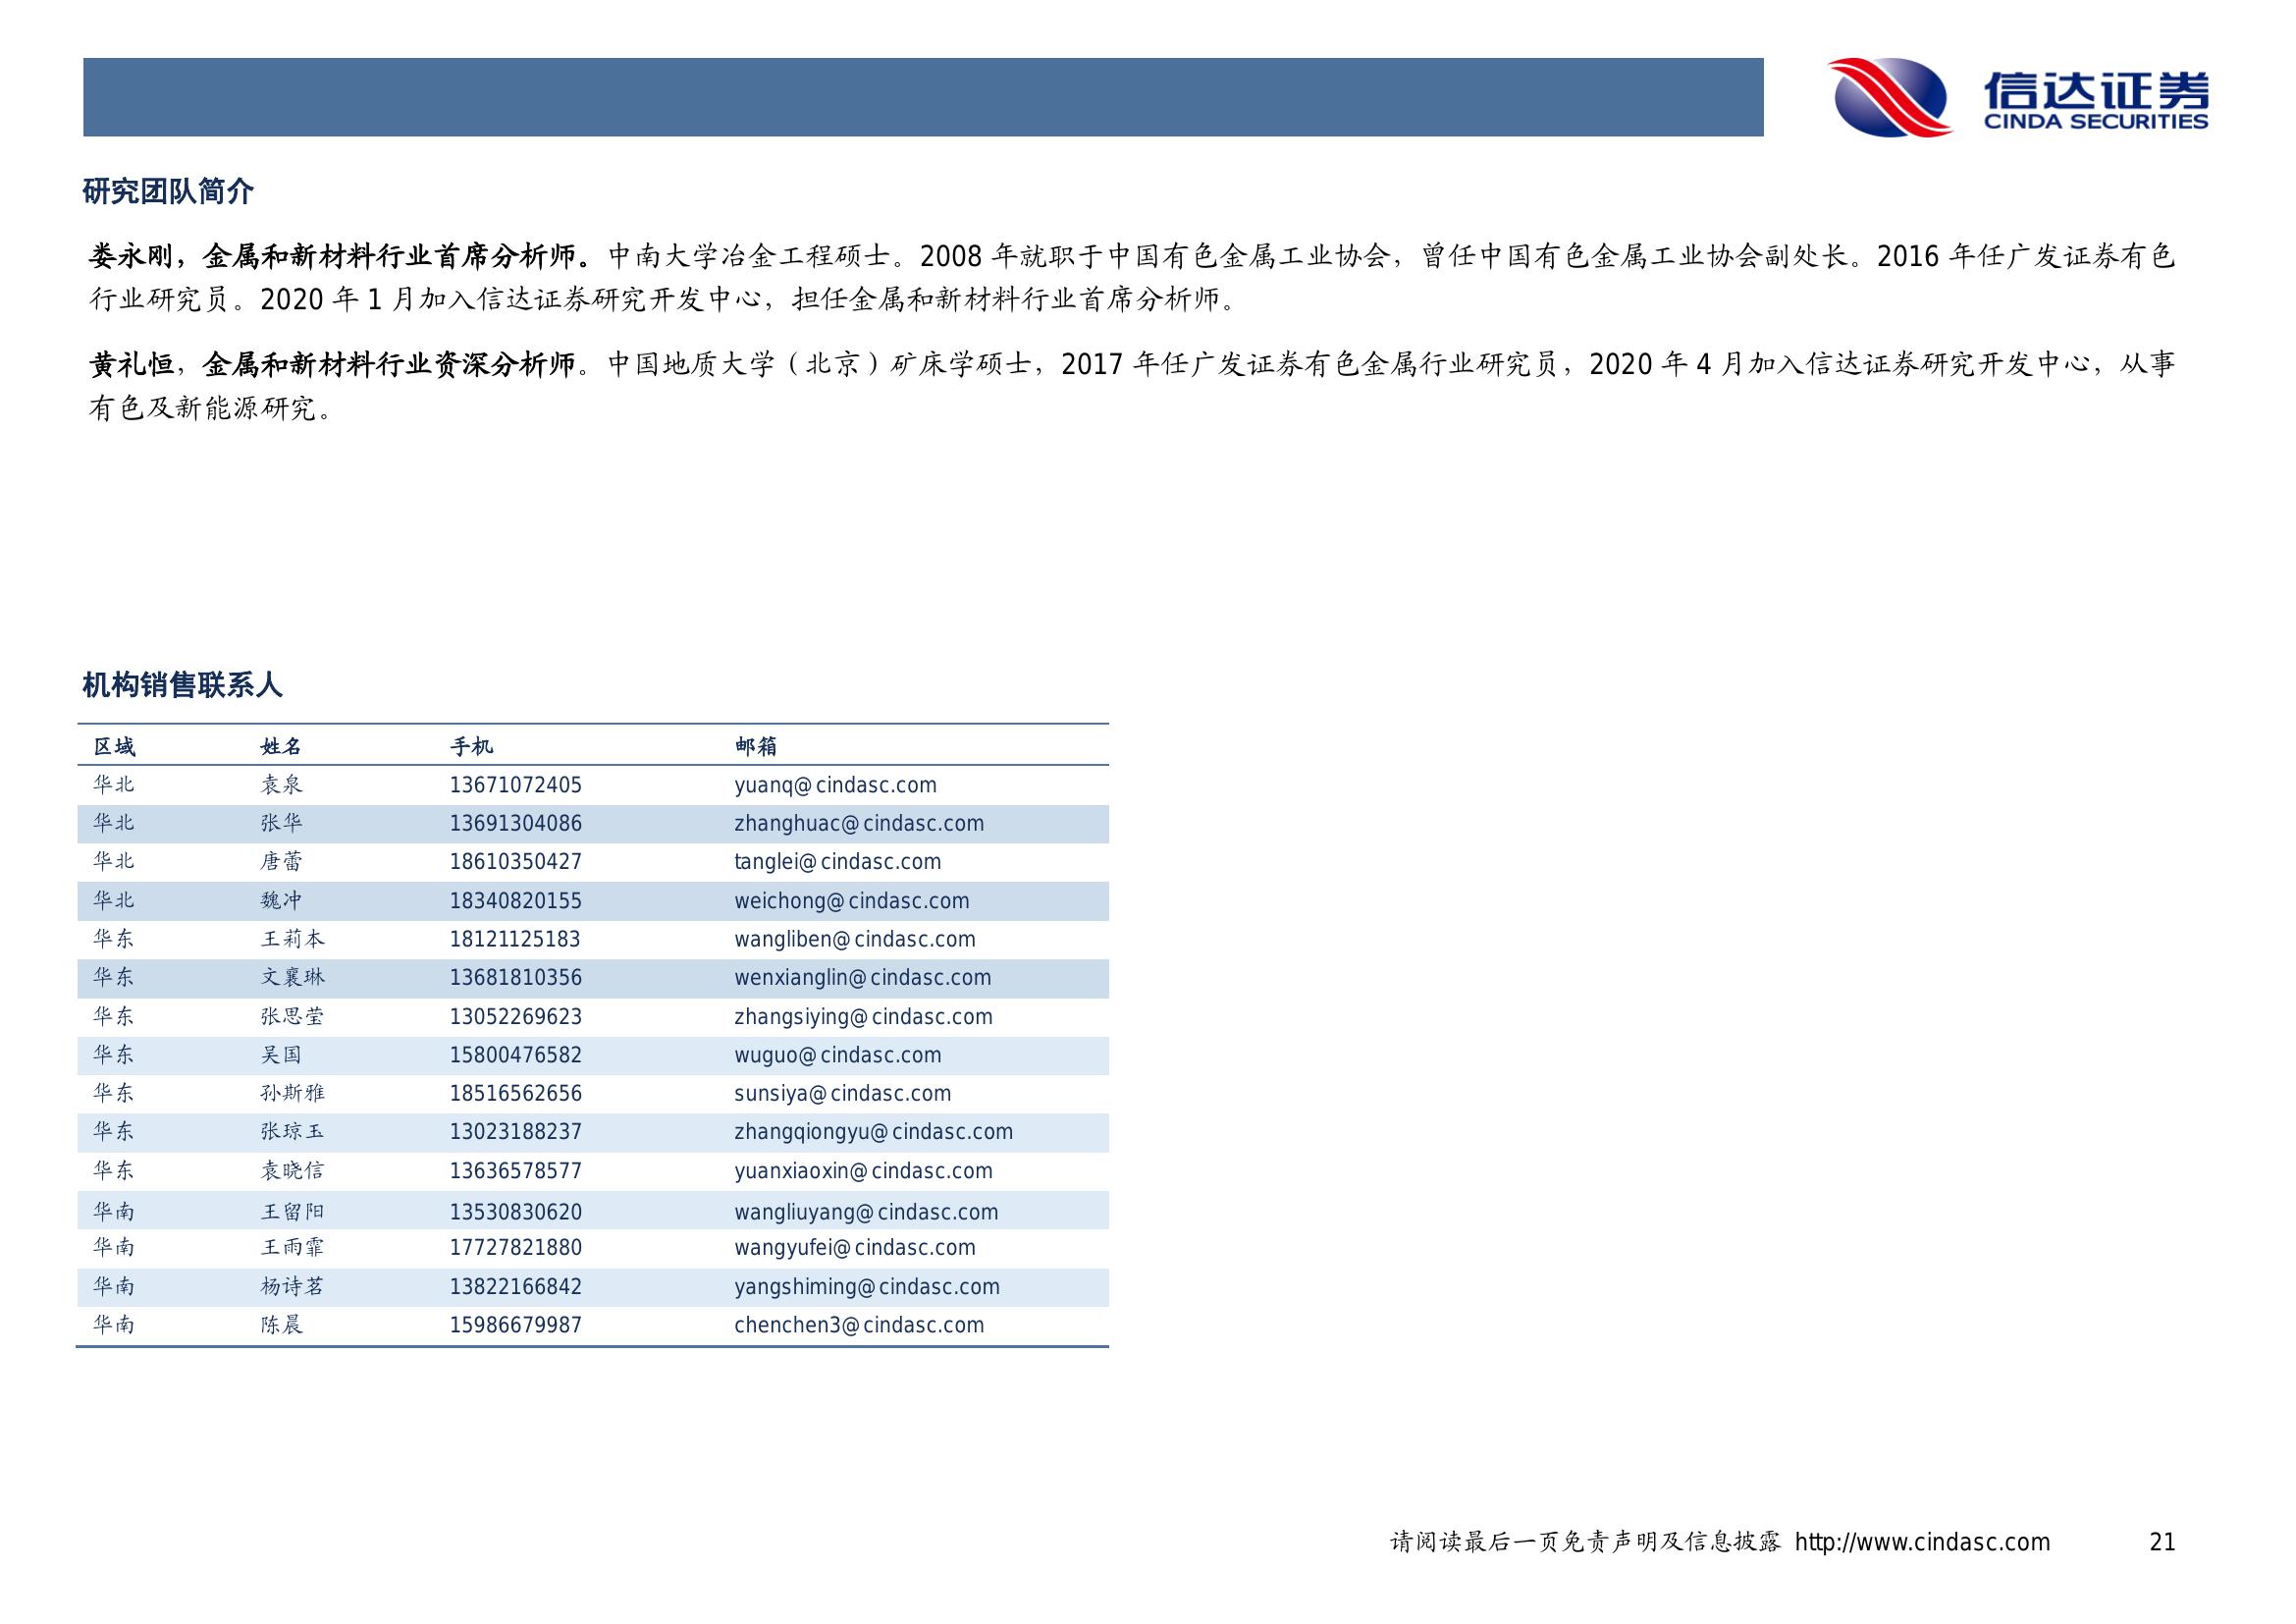 信达证券
CINDA SECURITIES
研究团队简介
娄永刚，金属和新材料行业首席分析师。中南大学冶金工程硕士。2008 年就职于中国有色金属工业协会，曾任中国有色金属工业协会副处长。2016 年任广发证券有色
行业研究员。2020 年 1 月加入信达证券研究开发中心，担任金属和新材料行业首席分析师。
黄礼恒，金属和新材料行业资深分析师。中国地质大学（北京）矿床学硕士，2017 年任广发证券有色金属行业研究员，2020 年 4 月加入信达证券研究开发中心，从事
有色及新能源研究。
机构销售联系人
区域 姓名 手机 邮箱
华北 袁泉 13671072405 yuanq@cindasc.com
华北 张华 13691304086 zhanghuac@cindasc.com
华北 唐蕾 18610350427 tanglei@cindasc.com
华北 魏冲 18340820155 weichong@cindasc.com
华东 王莉本 18121125183 wangliben@cindasc.com
华东 文襄琳 13681810356 wenxianglin@cindasc.com
华东 张思莹 13052269623 zhangsiying@cindasc.com
华东 吴国 15800476582 wuguo@cindasc.com
华东 孙斯雅 18516562656 sunsiya@cindasc.com
华东 张琼玉 13023188237 zhangqiongyu@cindasc.com
华东 袁晓信 13636578577 yuanxiaoxin@cindasc.com
华南 王留阳 13530830620 wangliuyang@cindasc.com
华南 王雨霏 17727821880 wangyufei@cindasc.com
华南 杨诗茗 13822166842 yangshiming@cindasc.com
华南 陈晨 15986679987 chenchen3@cindasc.com
请阅读最后一页免责声明及信息披露 http://www.cindasc.com 21